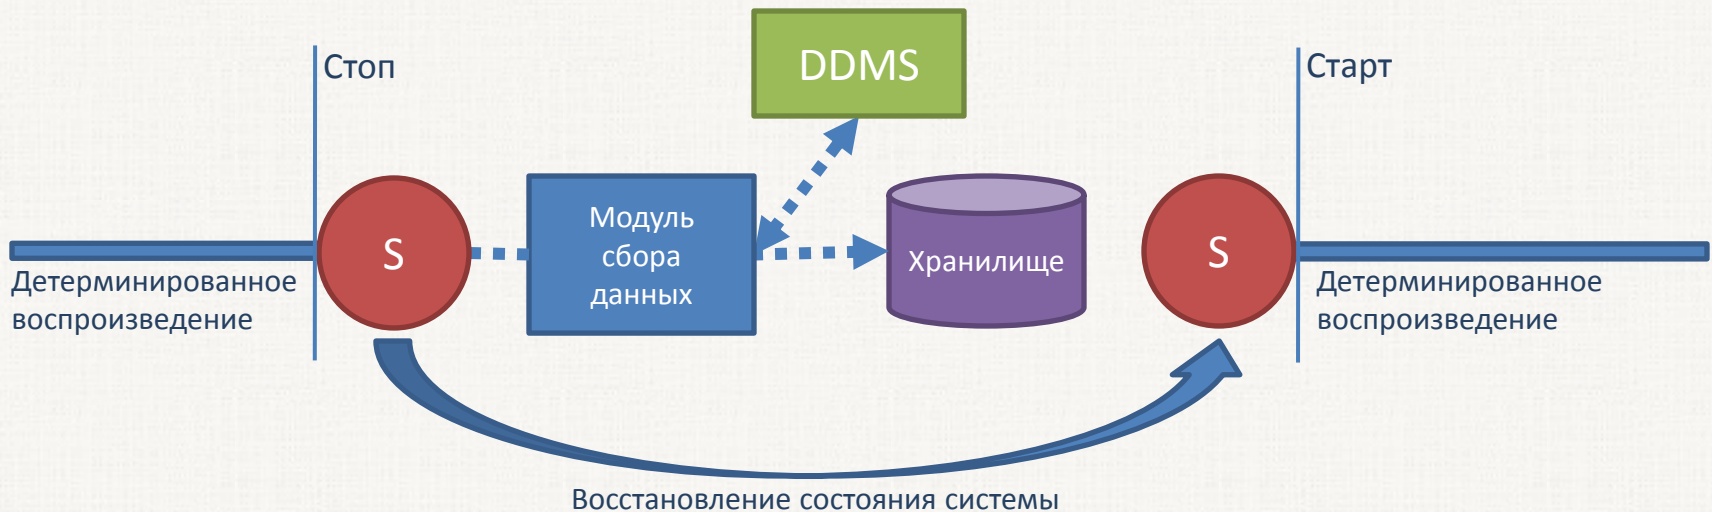 DDMS
Стоп
Старт
S
Модуль
сбора
данных
Хранилище
S
Детерминированное
воспроизведение
Детерминированное
воспроизведение
Восстановление состояния системы